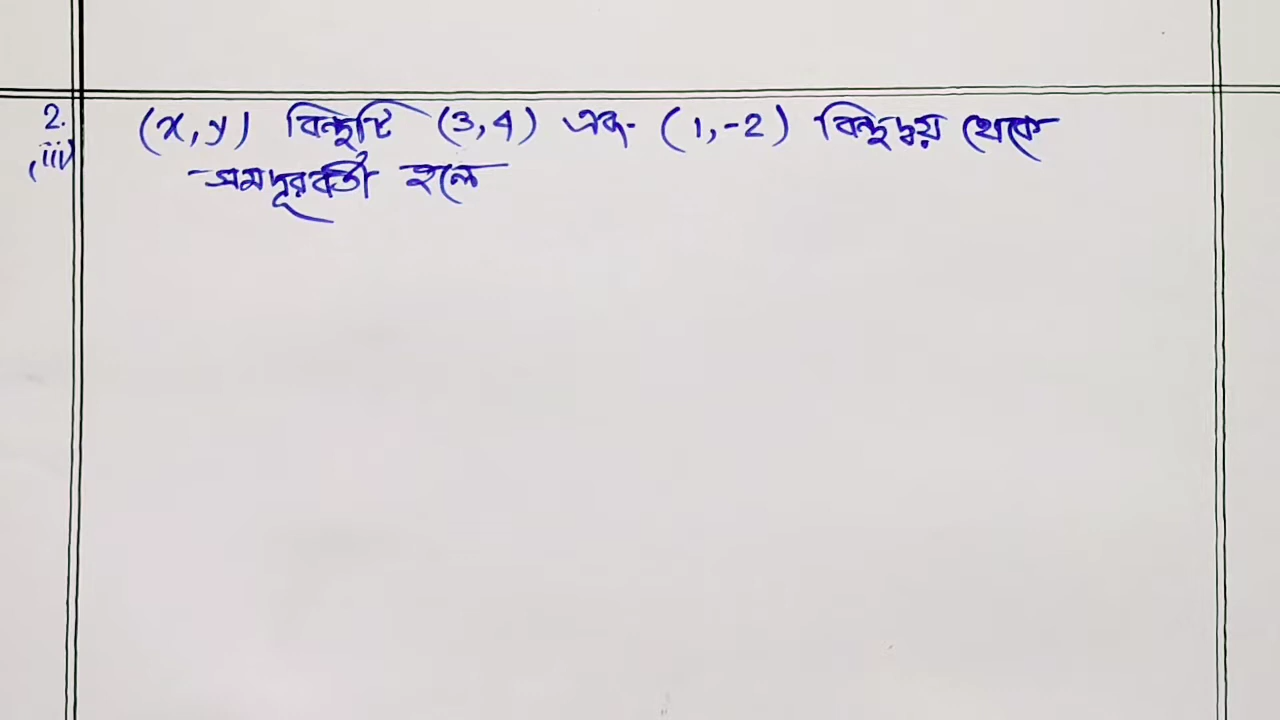 2. (x, y) বিন্দুটি (3, 4) এবং (1, -2) বিন্দুদ্বয় থেকে
(iii) সমদূরবর্তী হলে